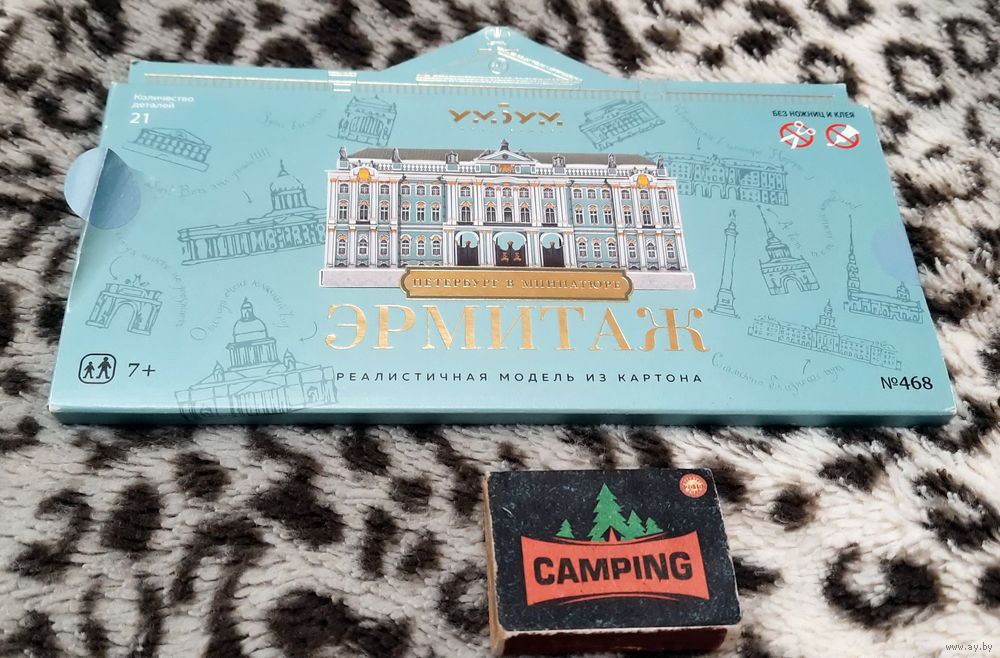 Количество
деталей
21
УМБУМ
БЕЗ НОЖНИЦ И КЛЕЯ
ПЕТЕРБУРГ В МИНИАТЮРЕ
ЭРМИТАЖ
РЕАЛИСТИЧНАЯ МОДЕЛЬ ИЗ КАРТОНА
7+
№468
CAMPING
www.ay.by